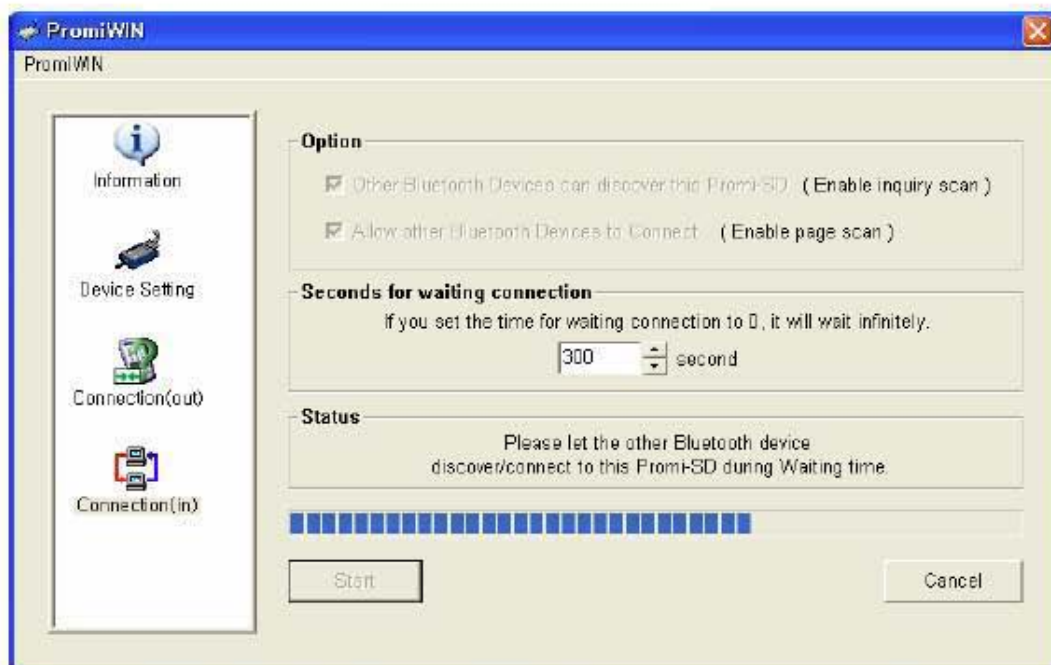 PromiWIN
PromiWIN
Information
Device Setting
Connection(out)
Connection(in)
Option
Other Bluetooth Devices can discover this Promi-SD ( Enable inquiry scan )
Allow other Bluetooth Devices to Connect ( Enable page scan )
Seconds for waiting connection
If you set the time for waiting connection to 0, it will wait infinitely.
300 second
Status
Please let the other Bluetooth device
discover/connect to this Promi-SD during Waiting time.
Start
Cancel